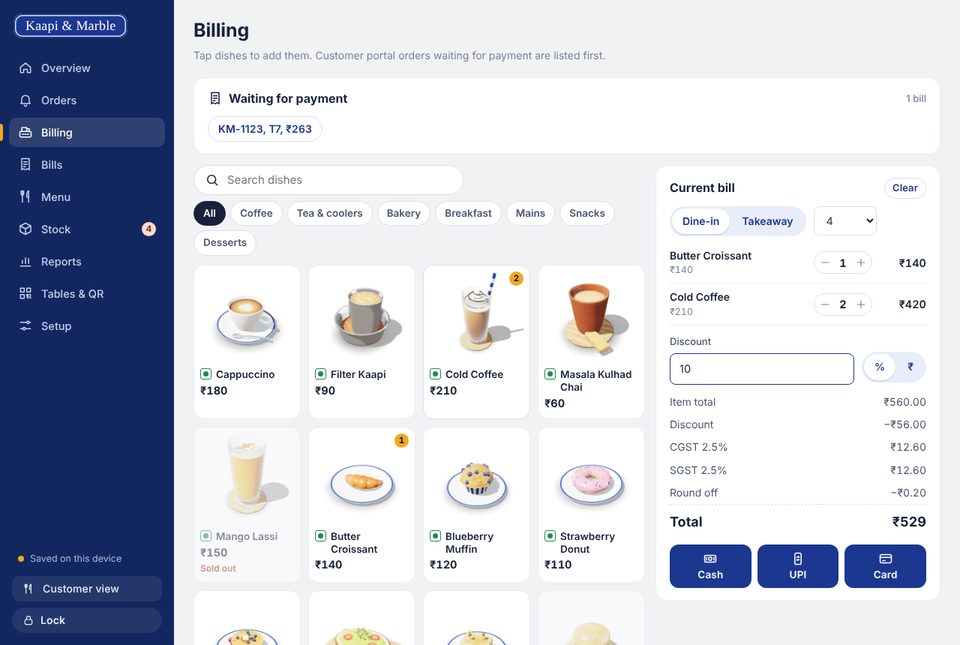 Kaapi & Marble
Overview
Orders
Billing
Bills
Menu
Stock 4
Reports
Tables & QR
Setup
Saved on this device
Customer view
Lock
Billing
Tap dishes to add them. Customer portal orders waiting for payment are listed first.
Waiting for payment 1 bill
KM-1123, T7, ₹263
Search dishes
All Coffee Tea & coolers Bakery Breakfast Mains Snacks
Desserts
2
Cappuccino
₹180
Filter Kaapi
₹90
Cold Coffee
₹210
Masala Kulhad
Chai
₹60
1
Mango Lassi
₹150
Sold out
Butter
Croissant
₹140
Blueberry
Muffin
₹120
Strawberry
Donut
₹110
Current bill Clear
Dine-in Takeaway 4
Butter Croissant
₹140
− 1 + ₹140
Cold Coffee
₹210
− 2 + ₹420
Discount
10 % ₹
Item total ₹560.00
Discount −₹56.00
CGST 2.5% ₹12.60
SGST 2.5% ₹12.60
Round off −₹0.20
Total ₹529
Cash UPI Card